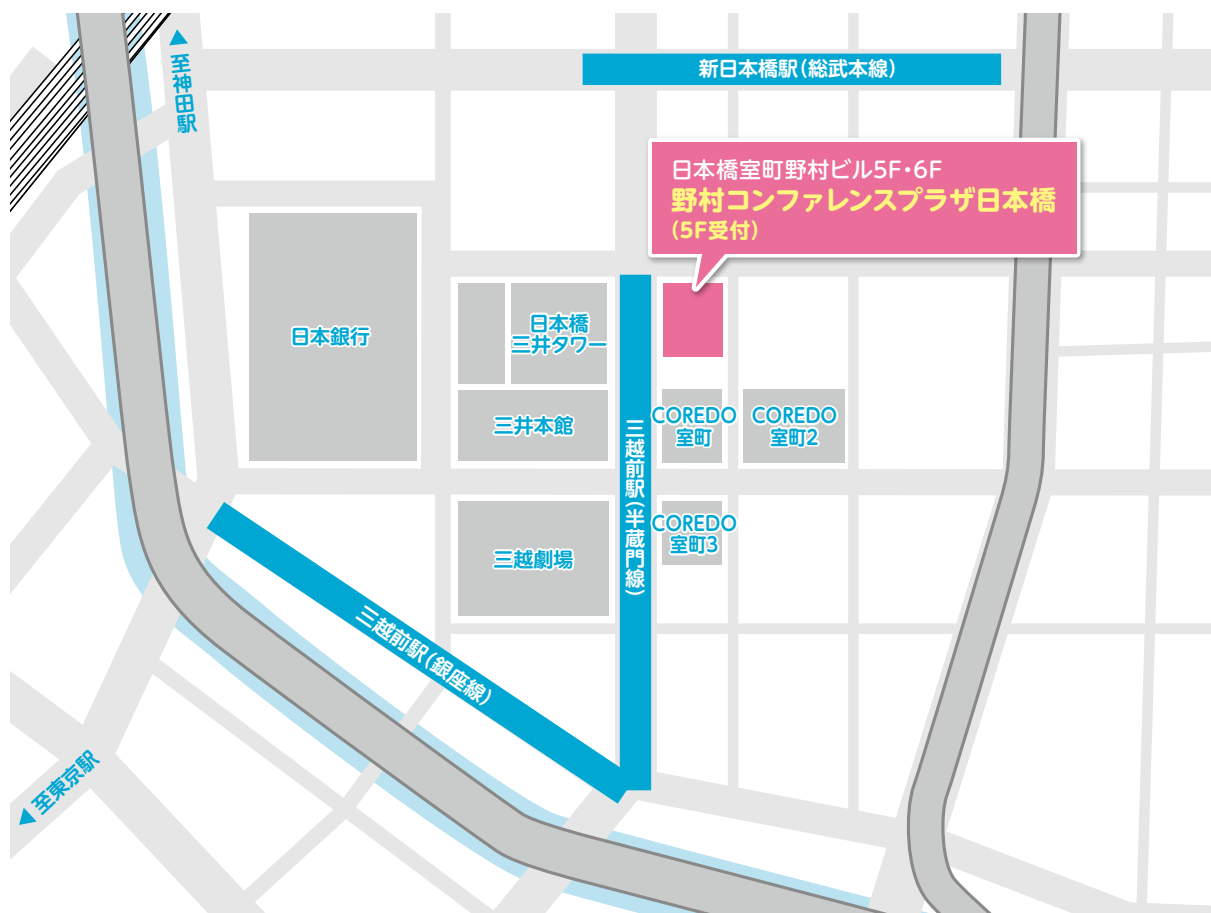 ▲
至神田駅
新日本橋駅(総武本線)
日本橋室町野村ビル5F・6F
野村コンファレンスプラザ日本橋
(5F受付)
日本銀行
日本橋
三井タワー
三井本館
COREDO
室町
COREDO
室町2
三越前駅(半蔵門線)
三越劇場
COREDO
室町3
三越前駅(銀座線)
▲至東京駅